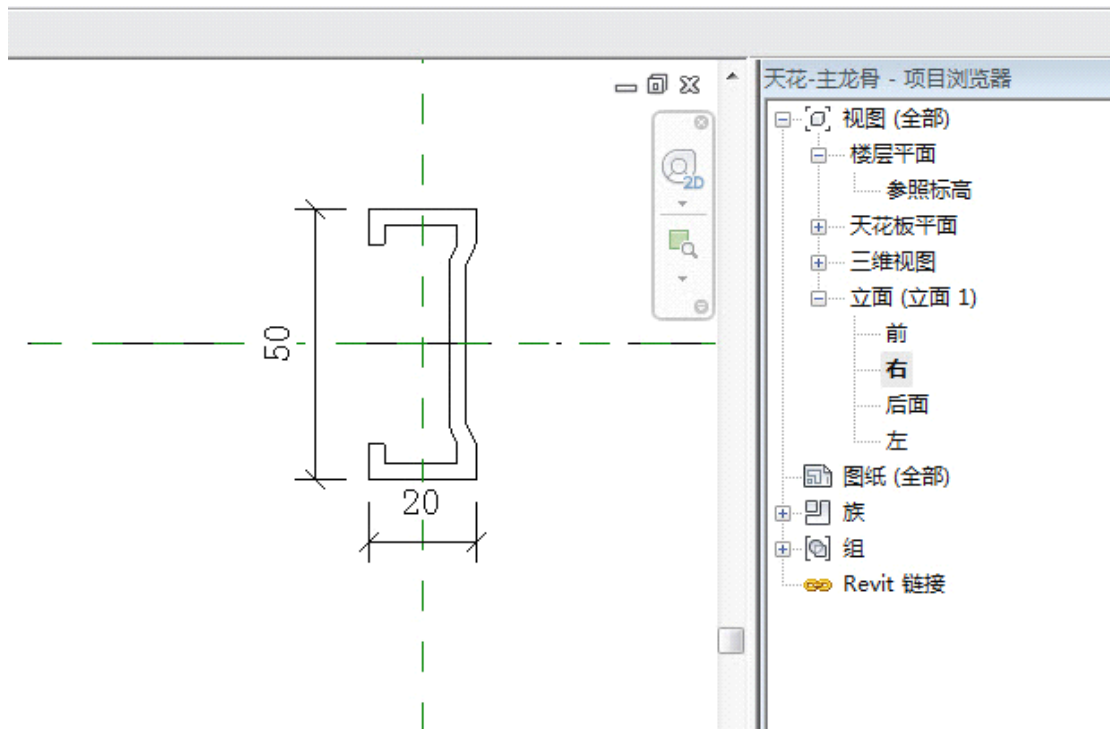 天花-主龙骨 - 项目浏览器
视图 (全部)
楼层平面
参照标高
天花板平面
三维视图
立面 (立面 1)
前
右
后面
左
图纸 (全部)
族
组
Revit 链接
2D
50
20